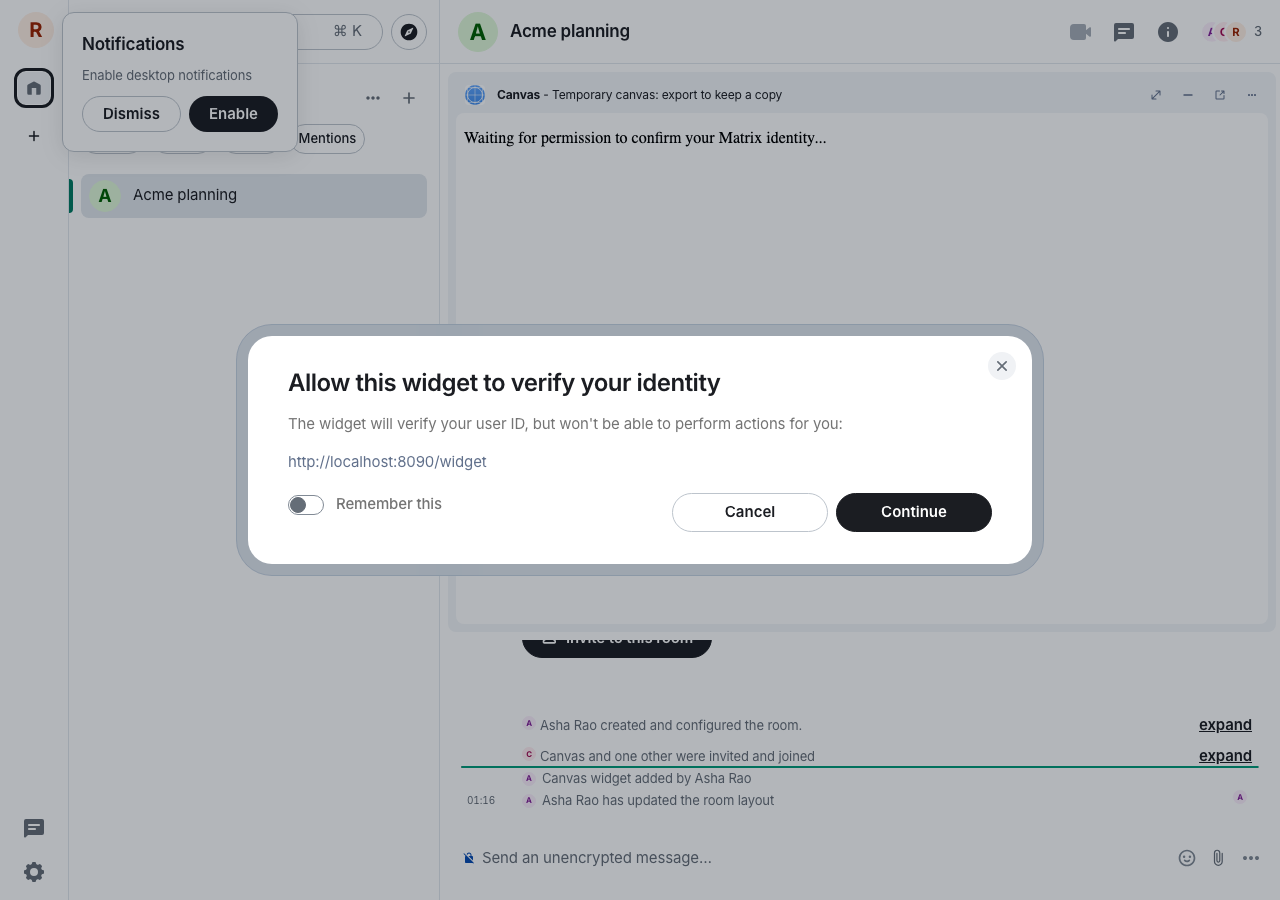 R
⌘ K
Notifications
Enable desktop notifications
Dismiss
Enable
Mentions
A
Acme planning
A
Acme planning
A
C
R
3
Canvas - Temporary canvas: export to keep a copy
Waiting for permission to confirm your Matrix identity...
Allow this widget to verify your identity
The widget will verify your user ID, but won't be able to perform actions for you:
http://localhost:8090/widget
Remember this
Cancel
Continue
Invite to this room
A Asha Rao created and configured the room. expand
C Canvas and one other were invited and joined expand
A Canvas widget added by Asha Rao
01:16 A Asha Rao has updated the room layout A
Send an unencrypted message...